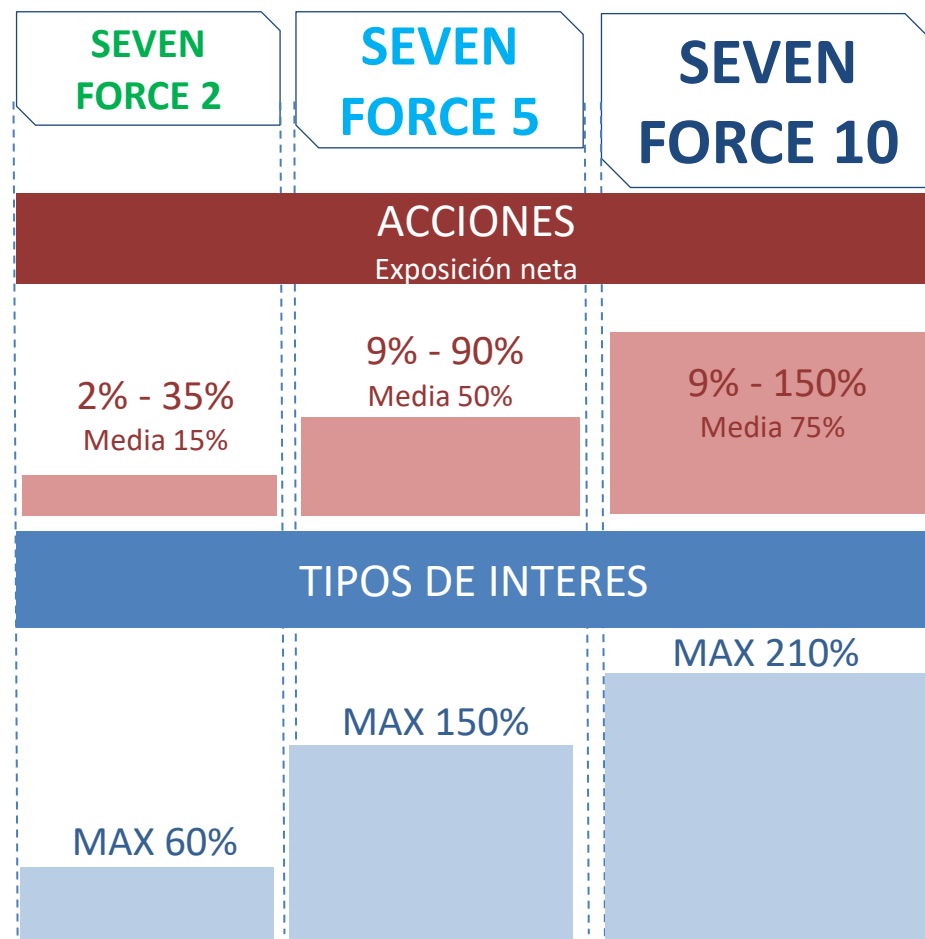 SEVEN
FORCE 2
SEVEN
FORCE 5
SEVEN
FORCE 10
ACCIONES
Exposición neta
2% - 35%
Media 15%
9% - 90%
Media 50%
9% - 150%
Media 75%
TIPOS DE INTERES
MAX 60%
MAX 150%
MAX 210%